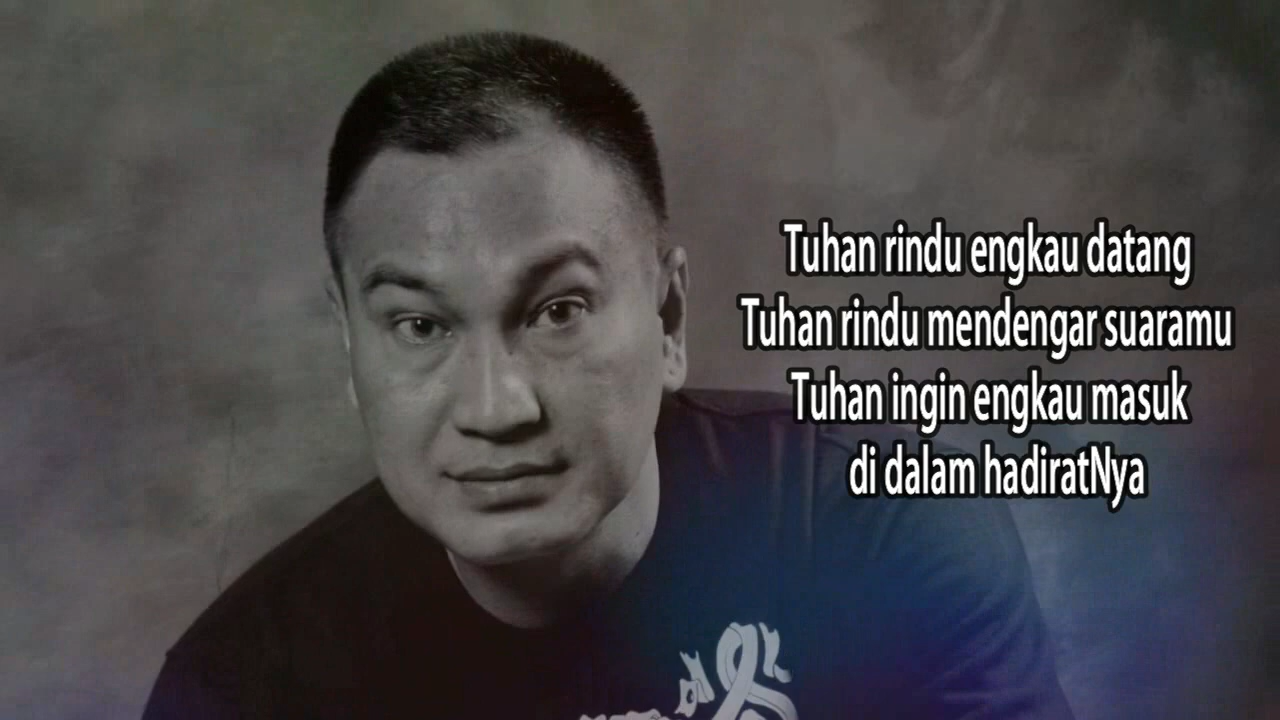 Tuhan rindu engkau datang
Tuhan rindu mendengar suaramu
Tuhan ingin engkau masuk
di dalam hadiratNya